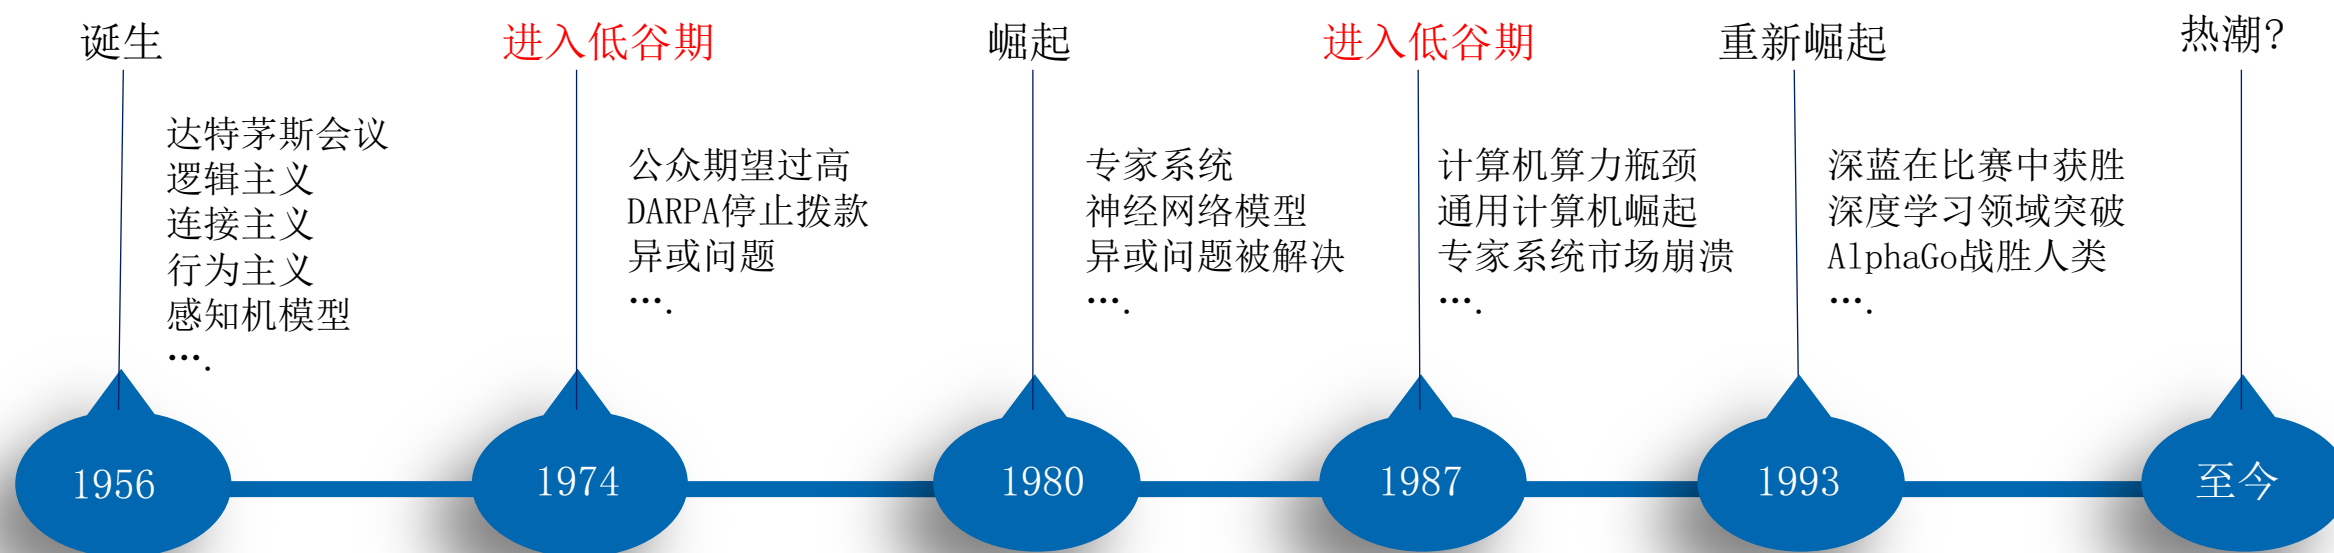 诞生
达特茅斯会议
逻辑主义
连接主义
行为主义
感知机模型
….
1956
进入低谷期
公众期望过高
DARPA停止拨款
异或问题
….
1974
崛起
专家系统
神经网络模型
异或问题被解决
….
1980
进入低谷期
计算机算力瓶颈
通用计算机崛起
专家系统市场崩溃
….
1987
重新崛起
深蓝在比赛中获胜
深度学习领域突破
AlphaGo战胜人类
….
1993
热潮?
至今